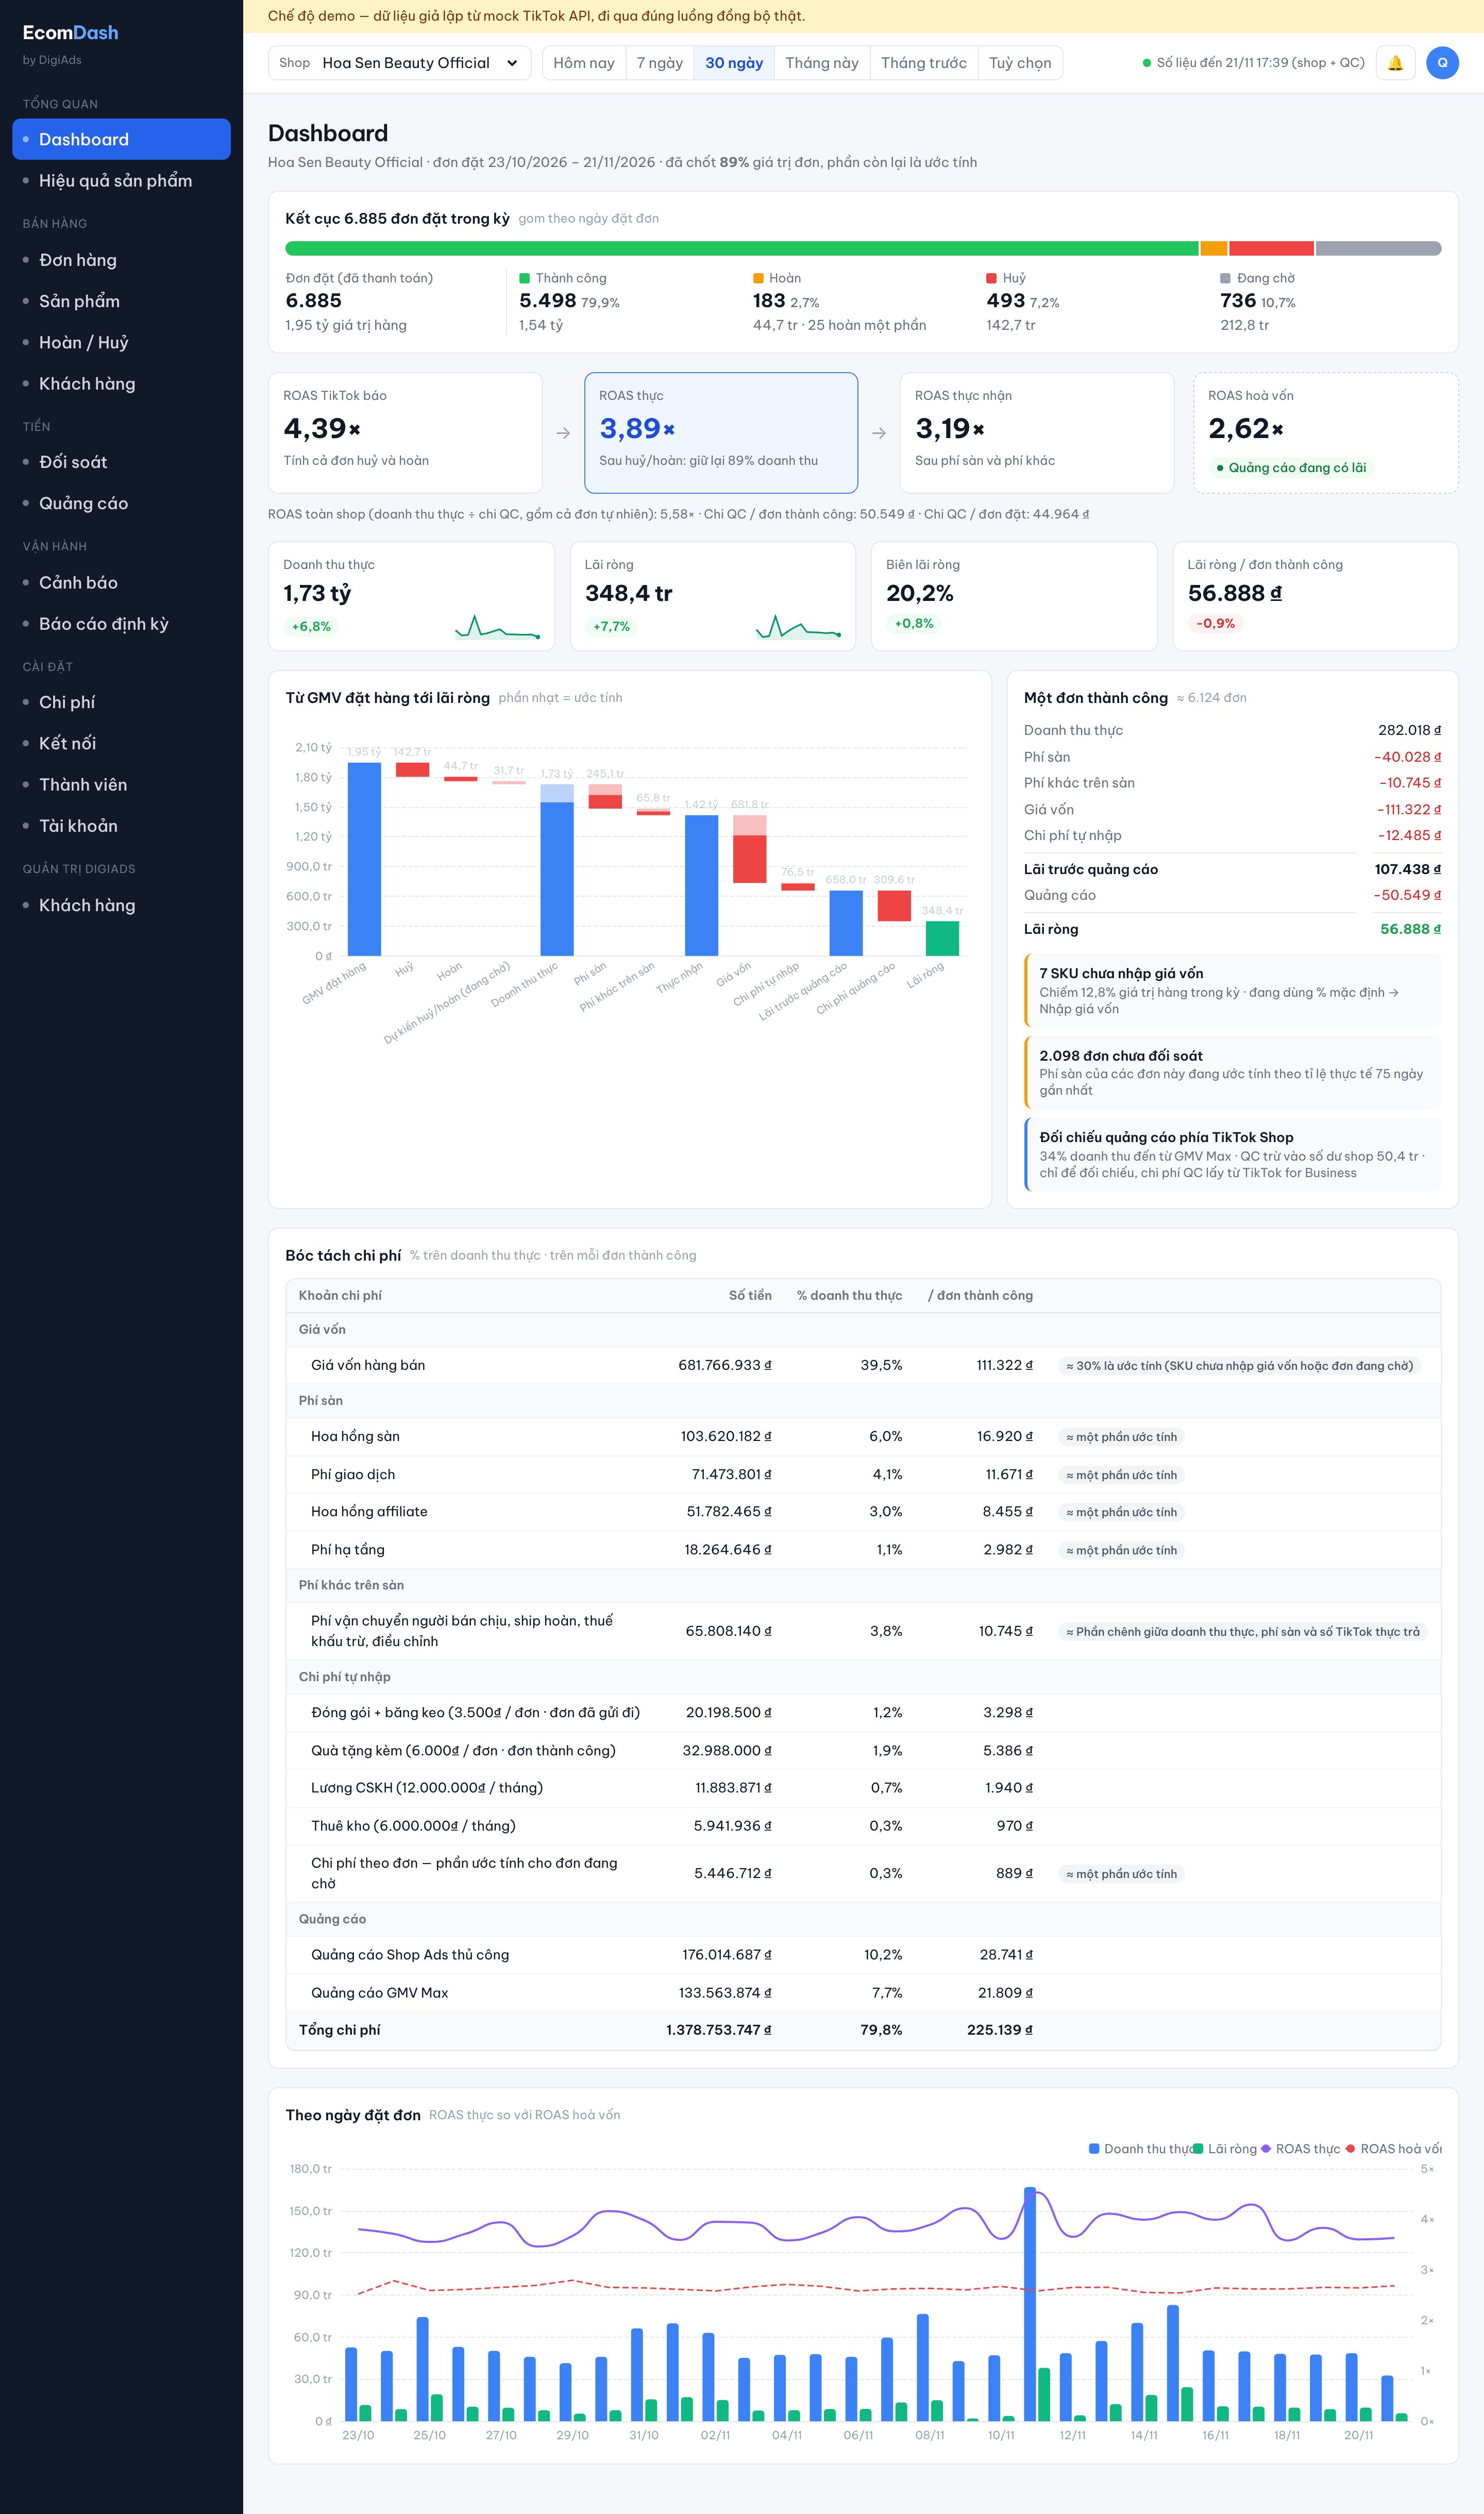 EcomDash
by DigiAds
TỔNG QUAN
Dashboard
Hiệu quả sản phẩm
BÁN HÀNG
Đơn hàng
Sản phẩm
Hoàn / Huỷ
Khách hàng
TIỀN
Đối soát
Quảng cáo
VẬN HÀNH
Cảnh báo
Báo cáo định kỳ
CÀI ĐẶT
Chi phí
Kết nối
Thành viên
Tài khoản
QUẢN TRỊ DIGIADS
Khách hàng
Chế độ demo — dữ liệu giả lập từ mock TikTok API, đi qua đúng luồng đồng bộ thật.
Shop Hoa Sen Beauty Official
Hôm nay 7 ngày 30 ngày Tháng này Tháng trước Tuỳ chọn
Số liệu đến 21/11 17:39 (shop + QC) Q
Dashboard
Hoa Sen Beauty Official · đơn đặt 23/10/2026 – 21/11/2026 · đã chốt 89% giá trị đơn, phần còn lại là ước tính
Kết cục 6.885 đơn đặt trong kỳ gom theo ngày đặt đơn
Đơn đặt (đã thanh toán) Thành công Hoàn Huỷ Đang chờ
6.885 5.498 79,9% 183 2,7% 493 7,2% 736 10,7%
1,95 tỷ giá trị hàng 1,54 tỷ 44,7 tr · 25 hoàn một phần 142,7 tr 212,8 tr
ROAS TikTok báo
4,39×
Tính cả đơn huỷ và hoàn
→
ROAS thực
3,89×
Sau huỷ/hoàn: giữ lại 89% doanh thu
→
ROAS thực nhận
3,19×
Sau phí sàn và phí khác
ROAS hoà vốn
2,62×
Quảng cáo đang có lãi
ROAS toàn shop (doanh thu thực ÷ chi QC, gồm cả đơn tự nhiên): 5,58× · Chi QC / đơn thành công: 50.549 ₫ · Chi QC / đơn đặt: 44.964 ₫
Doanh thu thực
1,73 tỷ
+6,8%
Lãi ròng
348,4 tr
+7,7%
Biên lãi ròng
20,2%
+0,8%
Lãi ròng / đơn thành công
56.888 ₫
-0,9%
Từ GMV đặt hàng tới lãi ròng phần nhạt = ước tính
2,10 tỷ
1,80 tỷ
1,50 tỷ
1,20 tỷ
900,0 tr
600,0 tr
300,0 tr
0 ₫
1,95 tỷ 142,7 tr 44,7 tr 31,7 tr 1,73 tỷ 245,1 tr 65,8 tr 1,42 tỷ 681,8 tr 76,5 tr 658,0 tr 309,6 tr 348,4 tr
GMV đặt hàng
Huỷ
Hoàn
Dự kiến huỷ/hoàn (đang chờ)
Doanh thu thực
Phí sàn
Phí khác trên sàn
Thực nhận
Giá vốn
Chi phí tự nhập
Lãi trước quảng cáo
Chi phí quảng cáo
Lãi ròng
Một đơn thành công ≈ 6.124 đơn
Doanh thu thực 282.018 ₫
Phí sàn −40.028 ₫
Phí khác trên sàn −10.745 ₫
Giá vốn −111.322 ₫
Chi phí tự nhập −12.485 ₫
Lãi trước quảng cáo 107.438 ₫
Quảng cáo −50.549 ₫
Lãi ròng 56.888 ₫
7 SKU chưa nhập giá vốn
Chiếm 12,8% giá trị hàng trong kỳ · đang dùng % mặc định →
Nhập giá vốn
2.098 đơn chưa đối soát
Phí sàn của các đơn này đang ước tính theo tỉ lệ thực tế 75 ngày
gần nhất
Đối chiếu quảng cáo phía TikTok Shop
34% doanh thu đến từ GMV Max · QC trừ vào số dư shop 50,4 tr ·
chỉ để đối chiếu, chi phí QC lấy từ TikTok for Business
Bóc tách chi phí % trên doanh thu thực · trên mỗi đơn thành công
Khoản chi phí Số tiền % doanh thu thực / đơn thành công
Giá vốn
Giá vốn hàng bán 681.766.933 ₫ 39,5% 111.322 ₫ ≈ 30% là ước tính (SKU chưa nhập giá vốn hoặc đơn đang chờ)
Phí sàn
Hoa hồng sàn 103.620.182 ₫ 6,0% 16.920 ₫ ≈ một phần ước tính
Phí giao dịch 71.473.801 ₫ 4,1% 11.671 ₫ ≈ một phần ước tính
Hoa hồng affiliate 51.782.465 ₫ 3,0% 8.455 ₫ ≈ một phần ước tính
Phí hạ tầng 18.264.646 ₫ 1,1% 2.982 ₫ ≈ một phần ước tính
Phí khác trên sàn
Phí vận chuyển người bán chịu, ship hoàn, thuế
khấu trừ, điều chỉnh 65.808.140 ₫ 3,8% 10.745 ₫ ≈ Phần chênh giữa doanh thu thực, phí sàn và số TikTok thực trả
Chi phí tự nhập
Đóng gói + băng keo (3.500₫ / đơn · đơn đã gửi đi) 20.198.500 ₫ 1,2% 3.298 ₫
Quà tặng kèm (6.000₫ / đơn · đơn thành công) 32.988.000 ₫ 1,9% 5.386 ₫
Lương CSKH (12.000.000₫ / tháng) 11.883.871 ₫ 0,7% 1.940 ₫
Thuê kho (6.000.000₫ / tháng) 5.941.936 ₫ 0,3% 970 ₫
Chi phí theo đơn — phần ước tính cho đơn đang
chờ 5.446.712 ₫ 0,3% 889 ₫ ≈ một phần ước tính
Quảng cáo
Quảng cáo Shop Ads thủ công 176.014.687 ₫ 10,2% 28.741 ₫
Quảng cáo GMV Max 133.563.874 ₫ 7,7% 21.809 ₫
Tổng chi phí 1.378.753.747 ₫ 79,8% 225.139 ₫
Theo ngày đặt đơn ROAS thực so với ROAS hoà vốn
Doanh thu thực Lãi ròng ROAS thực ROAS hoà vốn
180,0 tr 5×
150,0 tr 4×
120,0 tr
90,0 tr 3×
60,0 tr 2×
30,0 tr 1×
0 ₫ 0×
23/10 25/10 27/10 29/10 31/10 02/11 04/11 06/11 08/11 10/11 12/11 14/11 16/11 18/11 20/11